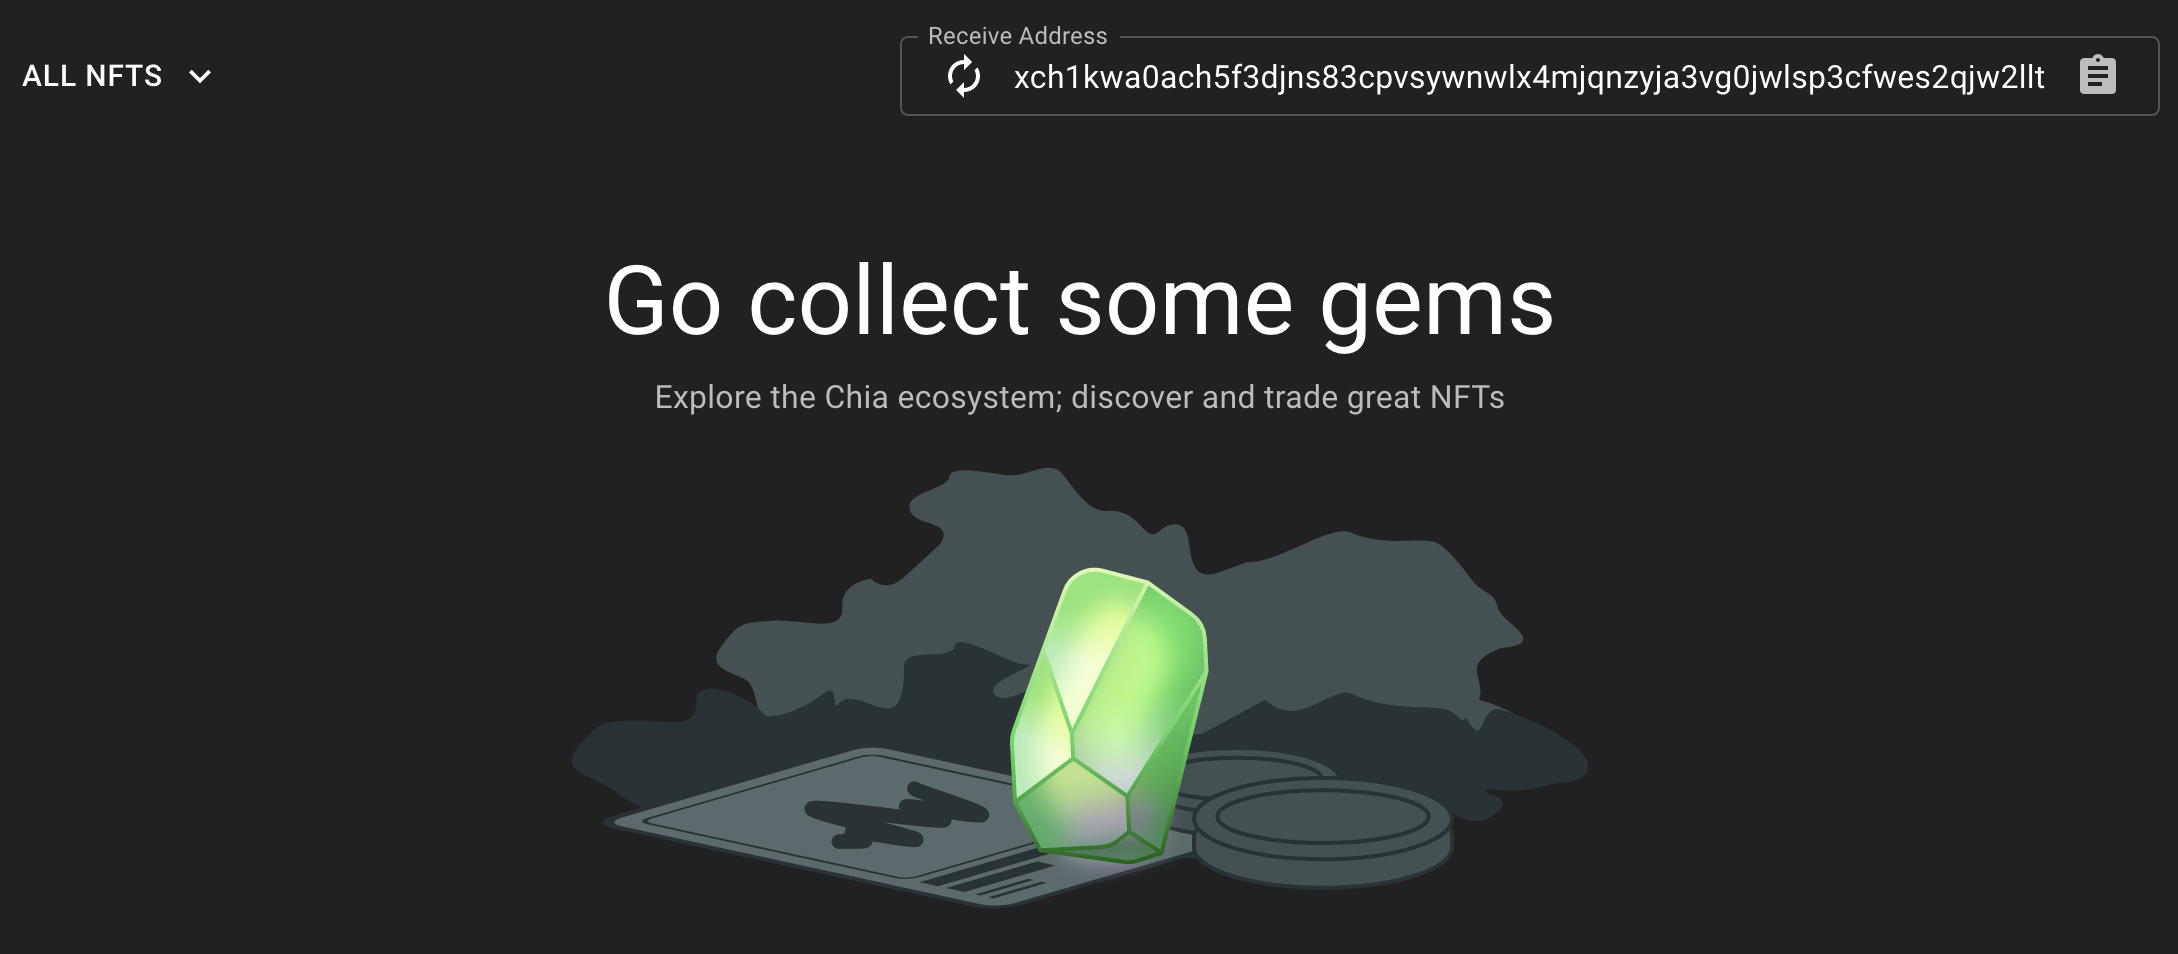 ALL NFTS
Receive Address
xch1kwa0ach5f3djns83cpvsywnwlx4mjqnzyja3vg0jwlsp3cfwes2qjw2llt
Go collect some gems
Explore the Chia ecosystem; discover and trade great NFTs